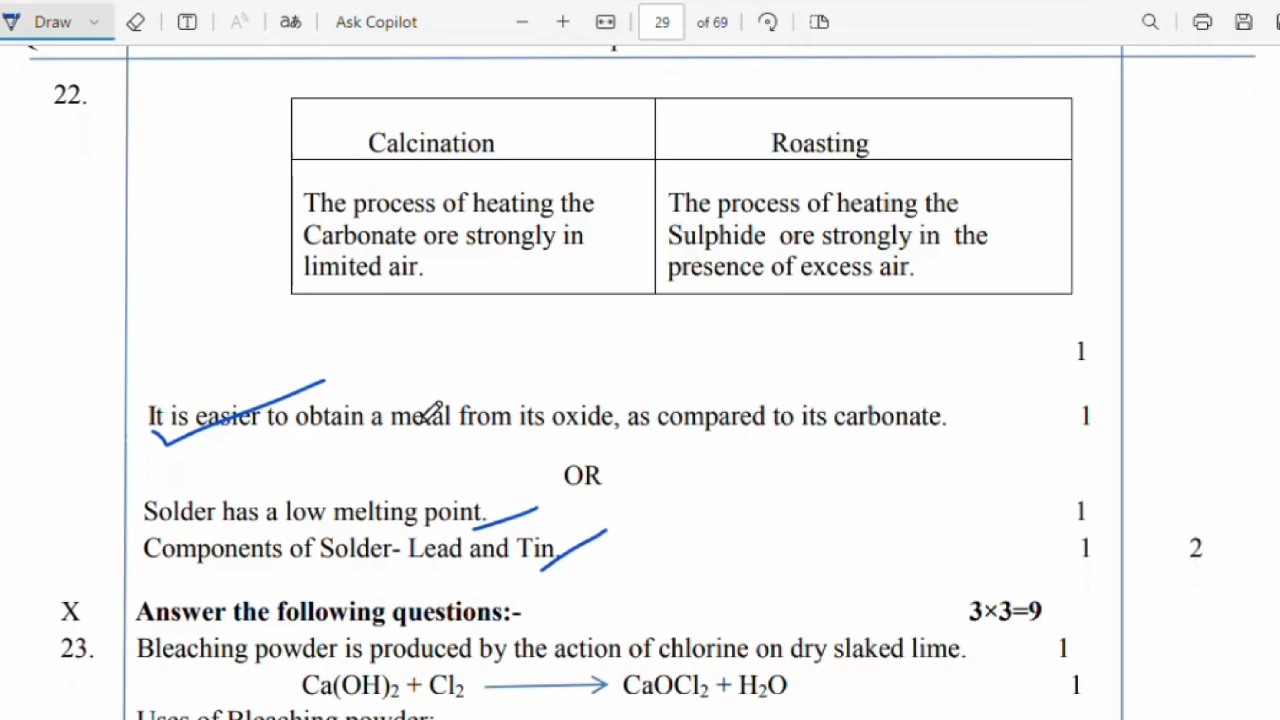 Draw
Ask Copilot
29 of 69
22.
Calcination
Roasting
The process of heating the
Carbonate ore strongly in
limited air.
The process of heating the
Sulphide ore strongly in the
presence of excess air.
1
It is easier to obtain a metal from its oxide, as compared to its carbonate. 1
OR
Solder has a low melting point. 1
Components of Solder- Lead and Tin. 1 2
X Answer the following questions:- 3×3=9
23. Bleaching powder is produced by the action of chlorine on dry slaked lime. 1
Ca(OH)₂ + Cl₂ ⟶ CaOCl₂ + H₂O 1
Uses of Bleaching powder: